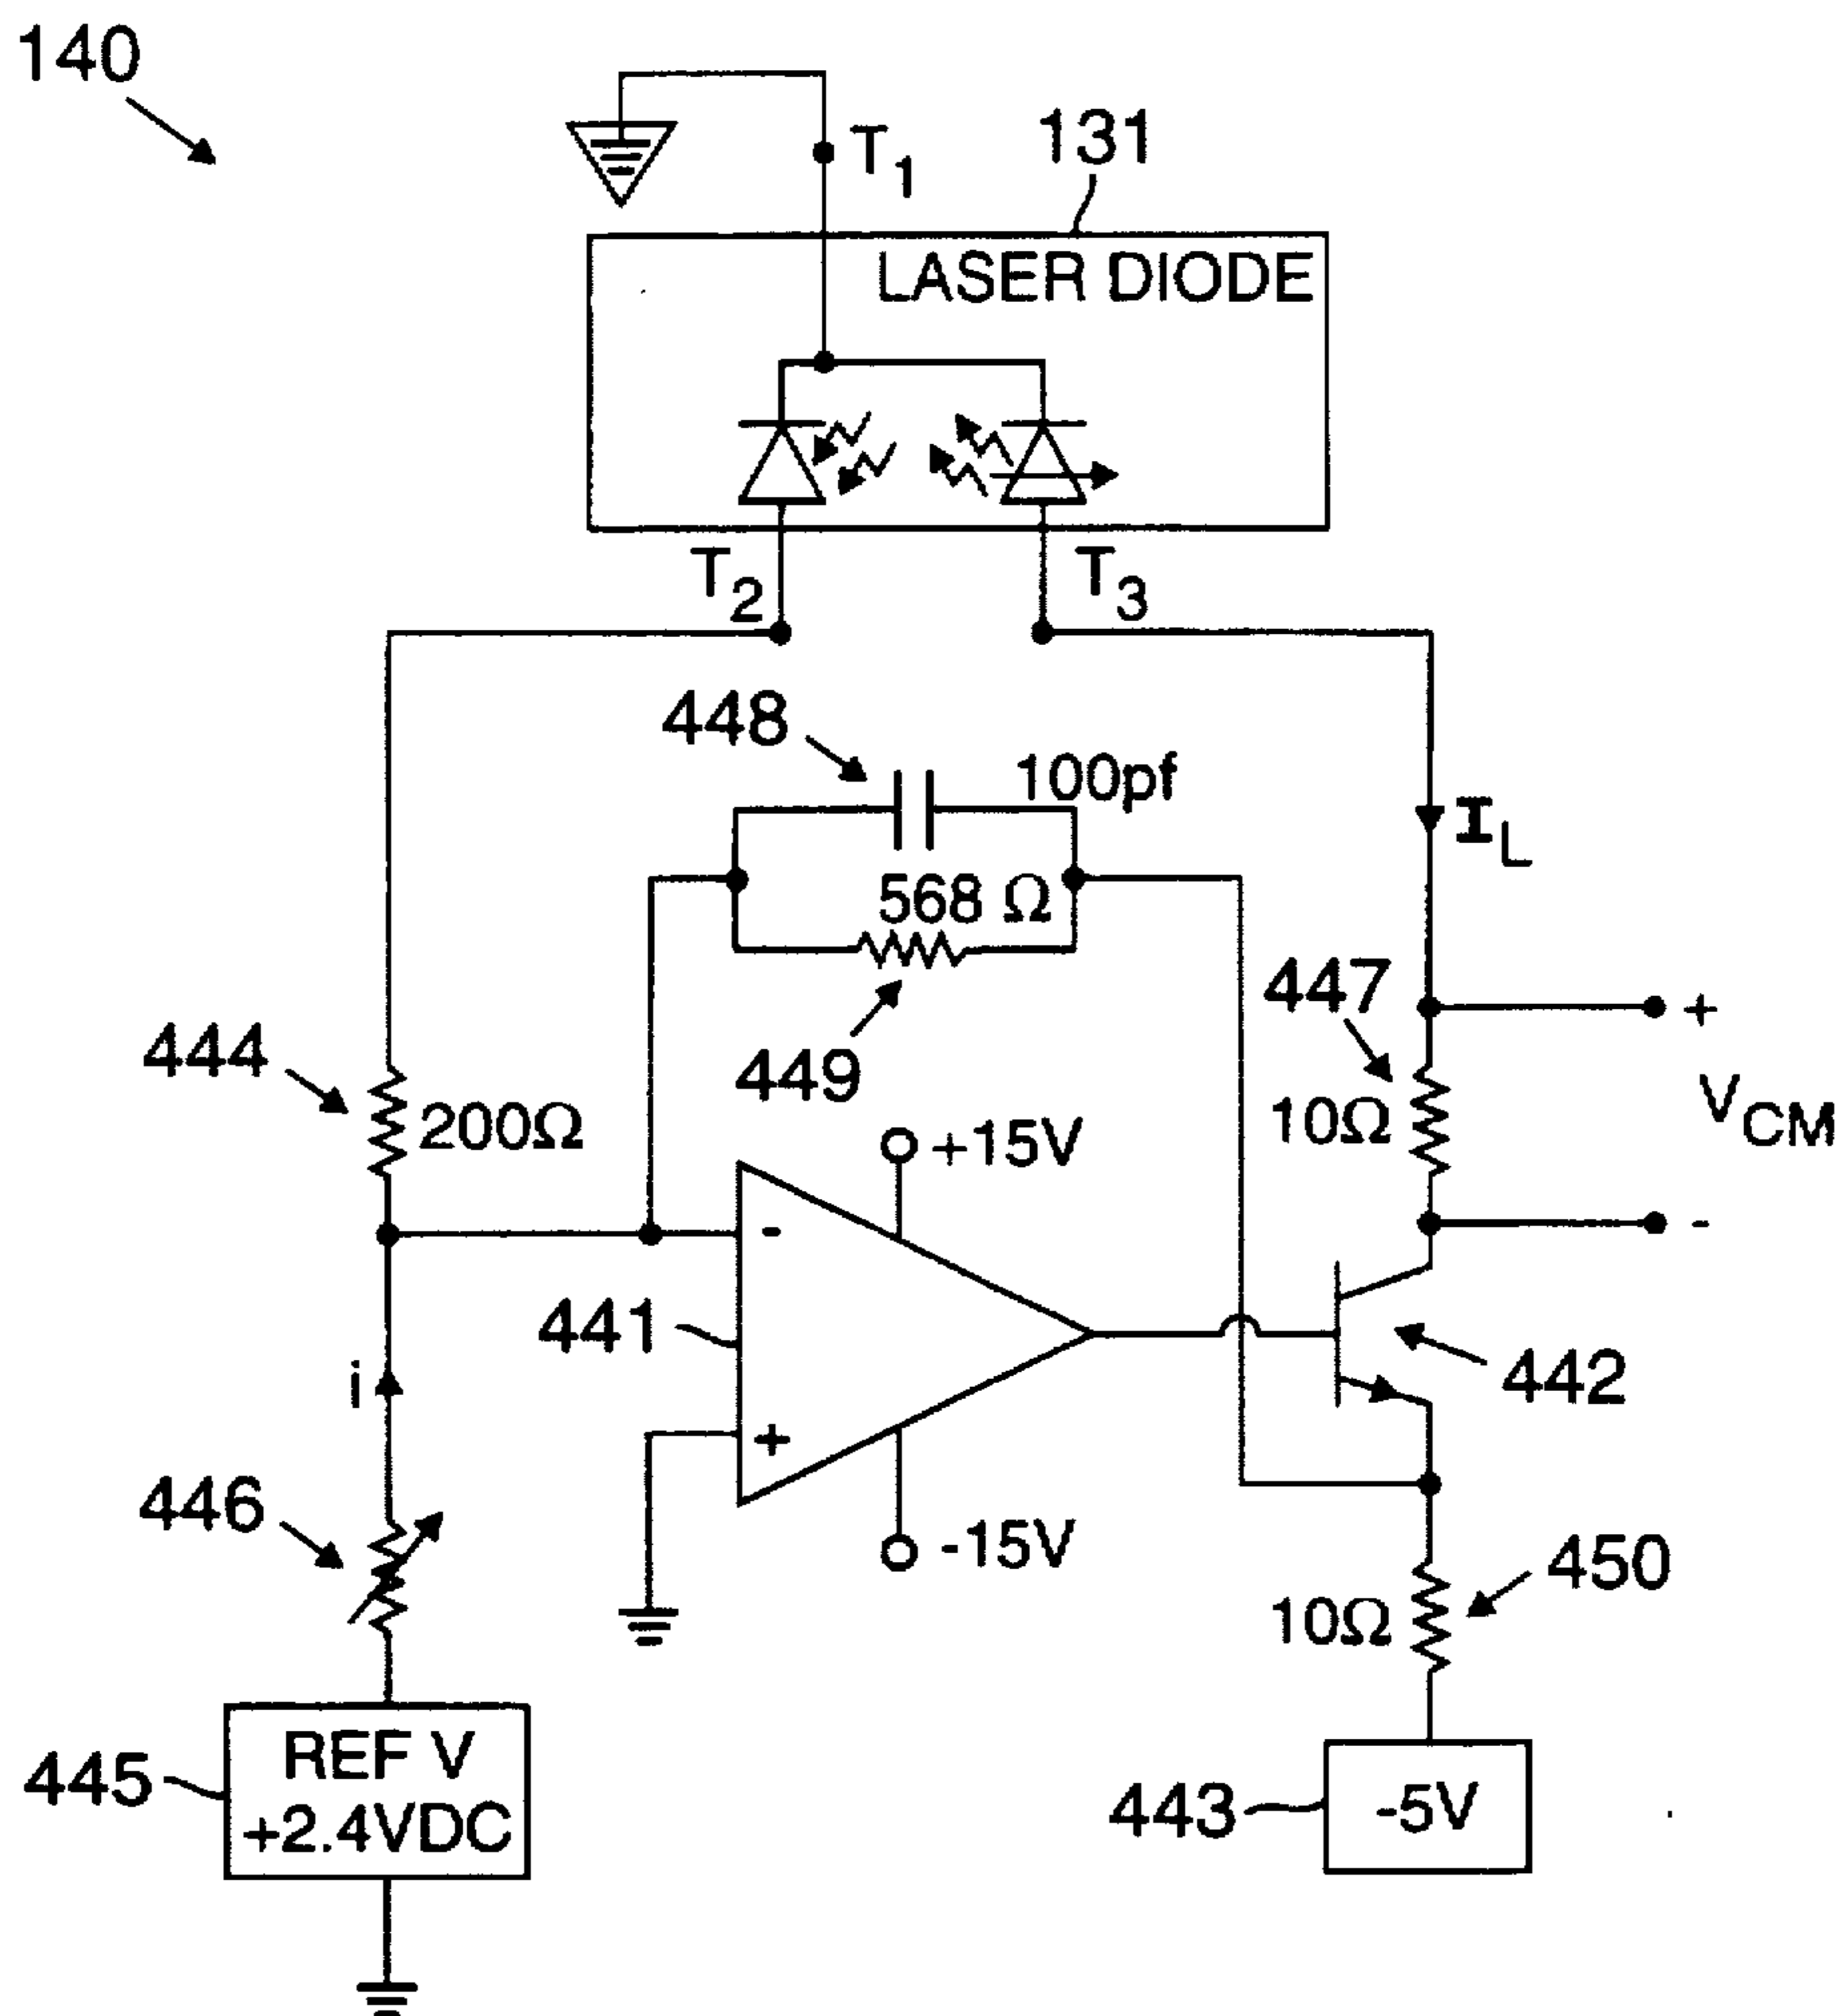 140
T1
131
LASER DIODE
T2
T3
448
100pf
IL
568 Ω
447
+
444
449
200Ω
10Ω
VCM
+15V
-
-
441
442
i
+
446
-15V
450
10Ω
REF V
445
+2.4VDC
443
-5V